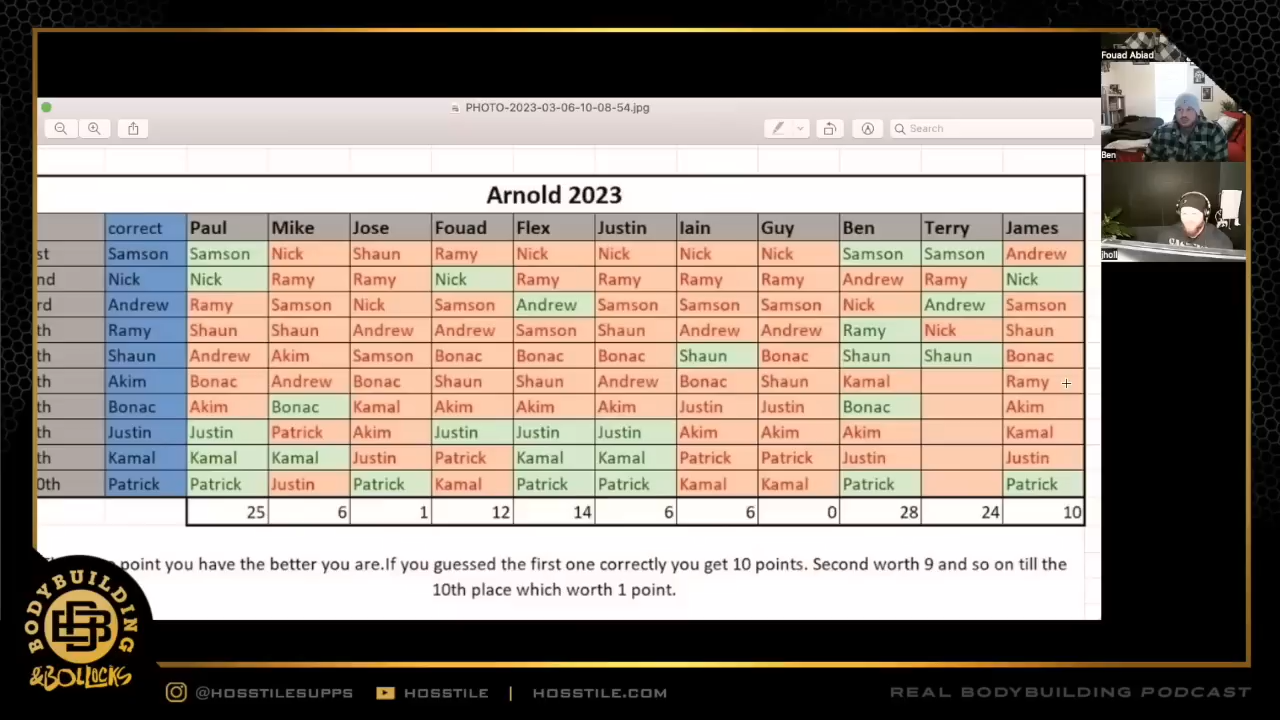 Fouad Abiad
PHOTO-2023-03-06-10-08-54.jpg
Search
Ben
jholl
Arnold 2023
correct Paul Mike Jose Fouad Flex Justin Iain Guy Ben Terry James
st Samson Samson Nick Shaun Ramy Nick Nick Nick Nick Samson Samson Andrew
nd Nick Nick Ramy Ramy Nick Ramy Ramy Ramy Ramy Andrew Ramy Nick
rd Andrew Ramy Samson Nick Samson Andrew Samson Samson Samson Nick Andrew Samson
th Ramy Shaun Shaun Andrew Andrew Samson Shaun Andrew Andrew Ramy Nick Shaun
th Shaun Andrew Akim Samson Bonac Bonac Bonac Shaun Bonac Shaun Shaun Bonac
th Akim Bonac Andrew Bonac Shaun Shaun Andrew Bonac Shaun Kamal Ramy
th Bonac Akim Bonac Kamal Akim Akim Akim Justin Justin Bonac Akim
th Justin Justin Patrick Akim Justin Justin Justin Akim Akim Akim Kamal
th Kamal Kamal Kamal Justin Patrick Kamal Kamal Patrick Patrick Justin Justin
0th Patrick Patrick Justin Patrick Kamal Patrick Patrick Kamal Kamal Patrick Patrick
25 6 1 12 14 6 6 0 28 24 10
point you have the better you are.If you guessed the first one correctly you get 10 points. Second worth 9 and so on till the
10th place which worth 1 point.
BODYBUILDING
BB
&BOLLOCKS
@HOSSTILESUPPS HOSSTILE | HOSSTILE.COM
REAL BODYBUILDING PODCAST